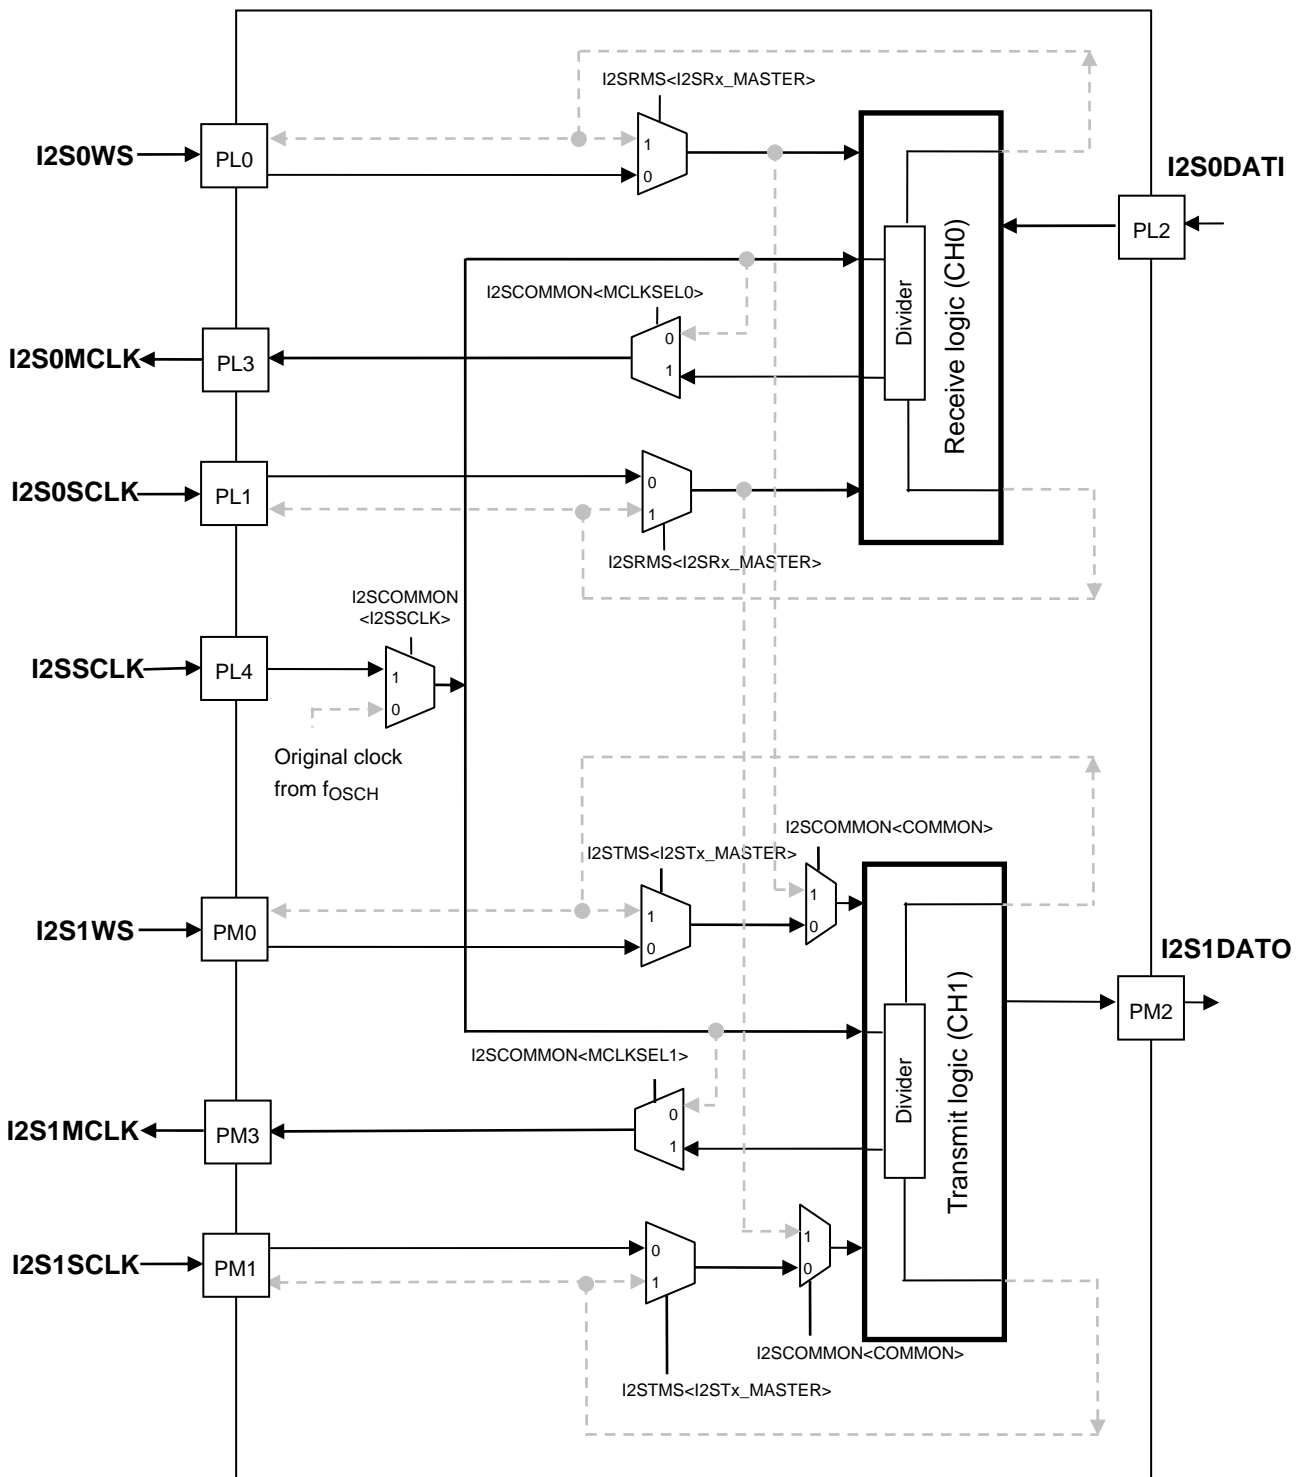 I2SRMS<I2SRx_MASTER>
I2S0WS
PL0
1
0
I2S0DATI
PL2
I2SCOMMON<MCLKSEL0>
Divider
Receive logic (CH0)
I2S0MCLK
PL3
0
1
I2S0SCLK
PL1
0
1
I2SRMS<I2SRx_MASTER>
I2SCOMMON
<I2SSCLK>
I2SSCLK
PL4
1
0
Original clock
from fOSCH
I2SCOMMON<COMMON>
I2STMS<I2STx_MASTER>
1
0
1
0
I2S1WS
PM0
I2S1DATO
PM2
I2SCOMMON<MCLKSEL1>
Divider
Transmit logic (CH1)
I2S1MCLK
PM3
0
1
I2S1SCLK
PM1
0
1
1
0
I2SCOMMON<COMMON>
I2STMS<I2STx_MASTER>